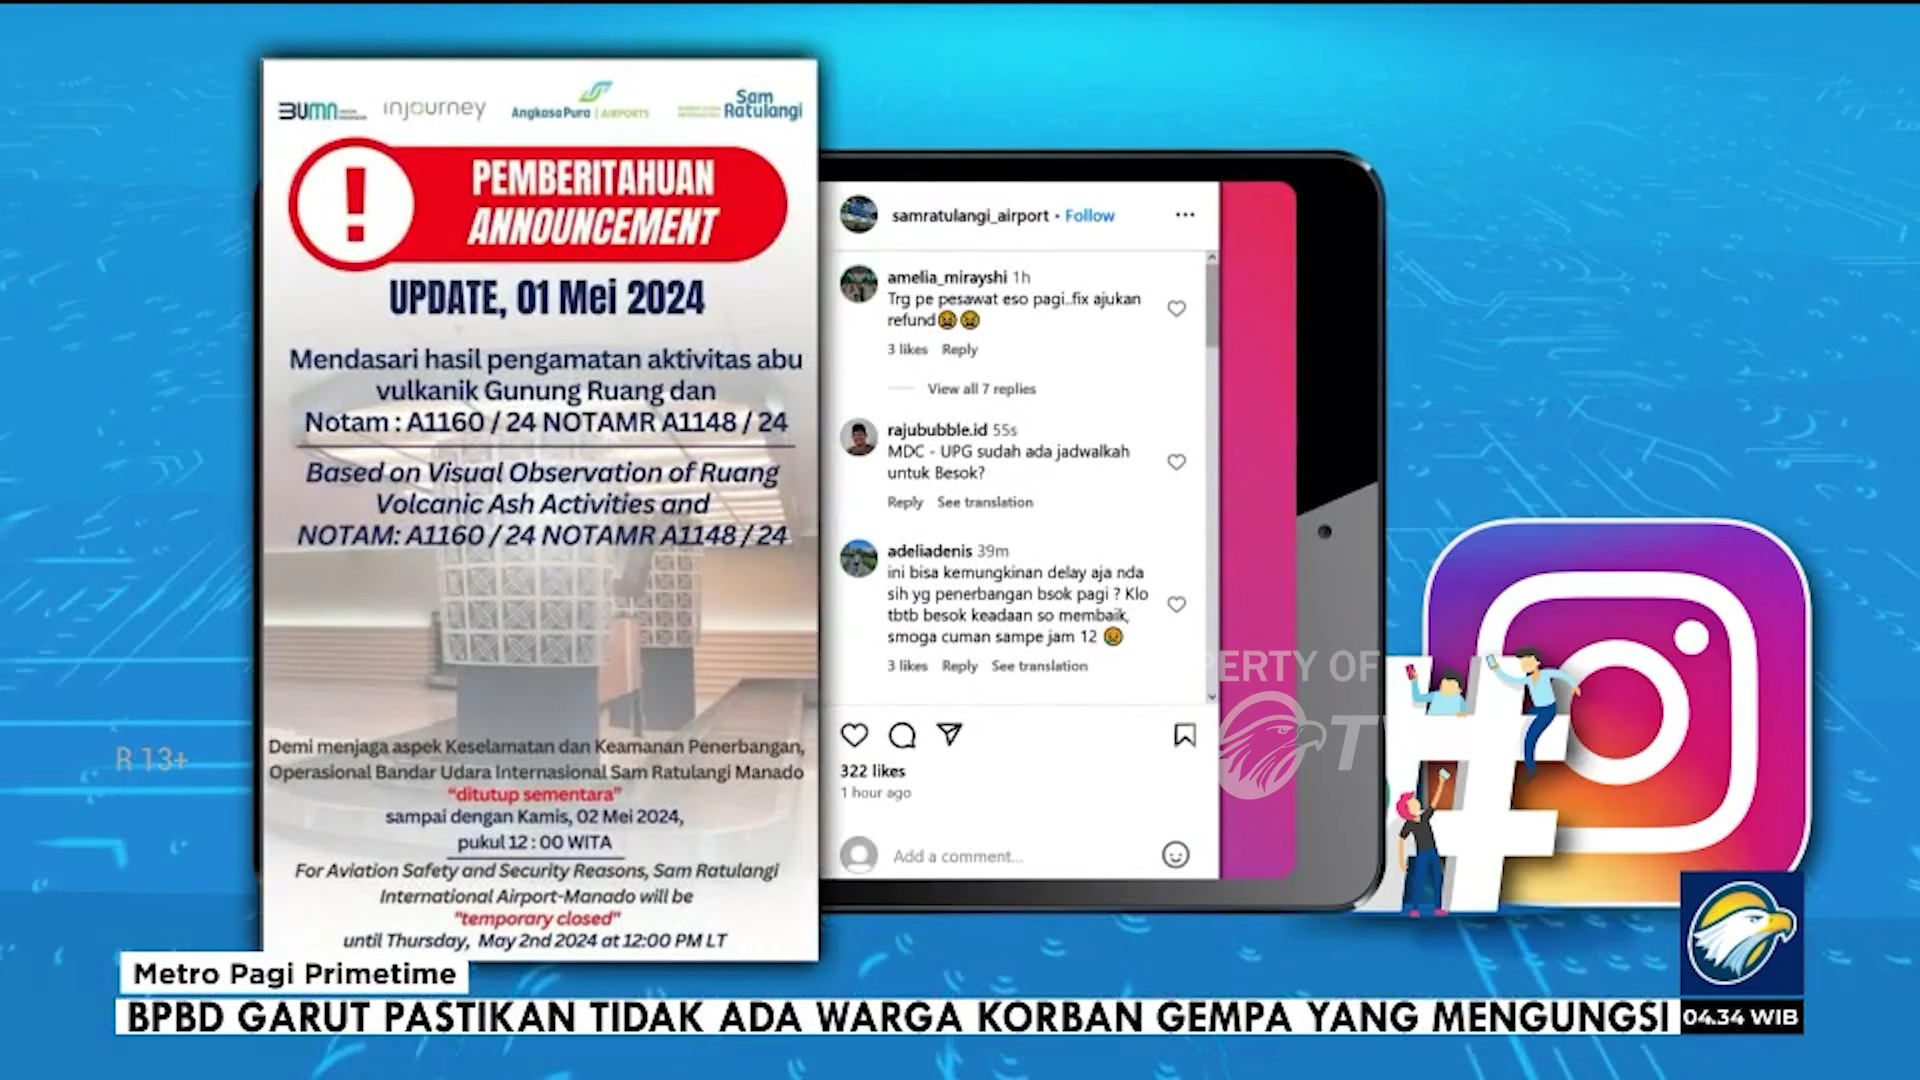 BUMN
injourney
AngkasaPura | AIRPORTS
Sam
Ratulangi
PEMBERITAHUAN
ANNOUNCEMENT
UPDATE, 01 Mei 2024
Mendasari hasil pengamatan aktivitas abu
vulkanik Gunung Ruang dan
Notam : A1160 / 24 NOTAMR A1148 / 24
Based on Visual Observation of Ruang
Volcanic Ash Activities and
NOTAM: A1160 / 24 NOTAMR A1148 / 24
Demi menjaga aspek Keselamatan dan Keamanan Penerbangan,
Operasional Bandar Udara Internasional Sam Ratulangi Manado
“ditutup sementara”
sampai dengan Kamis, 02 Mei 2024,
pukul 12 : 00 WITA
For Aviation Safety and Security Reasons, Sam Ratulangi
International Airport-Manado will be
"temporary closed"
until Thursday, May 2nd 2024 at 12:00 PM LT
samratulangi_airport • Follow
amelia_mirayshi 1h
Trg pe pesawat eso pagi..fix ajukan
refund😫😫
3 likes Reply
View all 7 replies
rajububble.id 55s
MDC - UPG sudah ada jadwalkah
untuk Besok?
Reply See translation
adeliadenis 39m
ini bisa kemungkinan delay aja nda
sih yg penerbangan bsok pagi ? Klo
tbtb besok keadaan so membaik,
smoga cuman sampe jam 12 😢
3 likes Reply See translation
322 likes
1 hour ago
Add a comment...
PERTY OF
TV
R 13+
Metro Pagi Primetime
BPBD GARUT PASTIKAN TIDAK ADA WARGA KORBAN GEMPA YANG MENGUNGSI
04.34 WIB